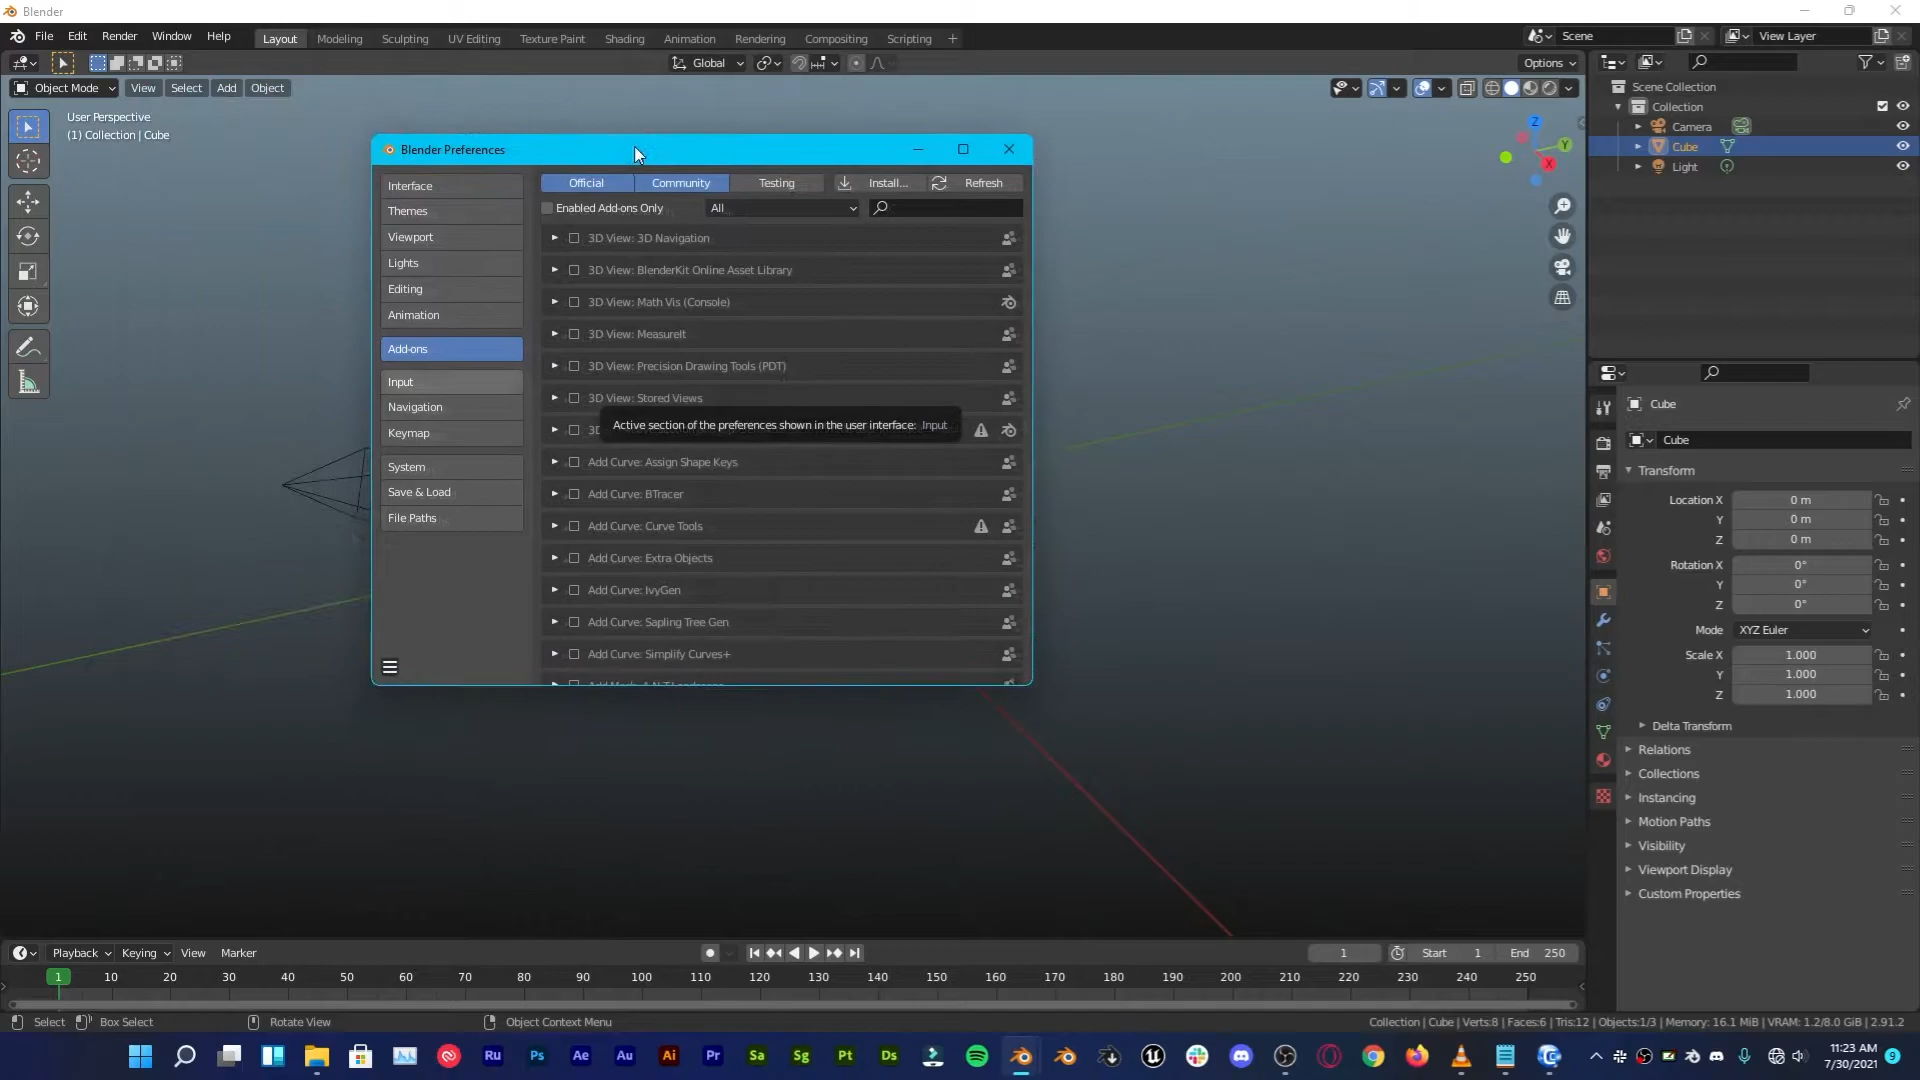 Blender
File Edit Render Window Help Layout Modeling Sculpting UV Editing Texture Paint Shading Animation Rendering Compositing Scripting + Scene View Layer
Global Options
Object Mode View Select Add Object
User Perspective
(1) Collection | Cube
Z
Y
X
Scene Collection
Collection
Camera
Cube
Light
Blender Preferences
Interface
Themes
Viewport
Lights
Editing
Animation
Add-ons
Input
Navigation
Keymap
System
Save & Load
File Paths
Official Community Testing Install... Refresh
Enabled Add-ons Only All
3D View: 3D Navigation
3D View: BlenderKit Online Asset Library
3D View: Math Vis (Console)
3D View: MeasureIt
3D View: Precision Drawing Tools (PDT)
3D View: Stored Views
Active section of the preferences shown in the user interface: Input
Add Curve: Assign Shape Keys
Add Curve: BTracer
Add Curve: Curve Tools
Add Curve: Extra Objects
Add Curve: IvyGen
Add Curve: Sapling Tree Gen
Add Curve: Simplify Curves+
Cube
Cube
Transform
Location X 0 m
Y 0 m
Z 0 m
Rotation X 0°
Y 0°
Z 0°
Mode XYZ Euler
Scale X 1.000
Y 1.000
Z 1.000
Delta Transform
Relations
Collections
Instancing
Motion Paths
Visibility
Viewport Display
Custom Properties
Playback Keying View Marker 1 Start 1 End 250
1 10 20 30 40 50 60 70 80 90 100 110 120 130 140 150 160 170 180 190 200 210 220 230 240 250
Select Box Select Rotate View Object Context Menu Collection | Cube | Verts:8 | Faces:6 | Tris:12 | Objects:1/3 | Memory: 16.1 MiB | VRAM: 1.2/8.0 GiB | 2.91.2
Ru Ps Ae Au Ai Pr Sa Sg Pt Ds
11:23 AM
7/30/2021
9